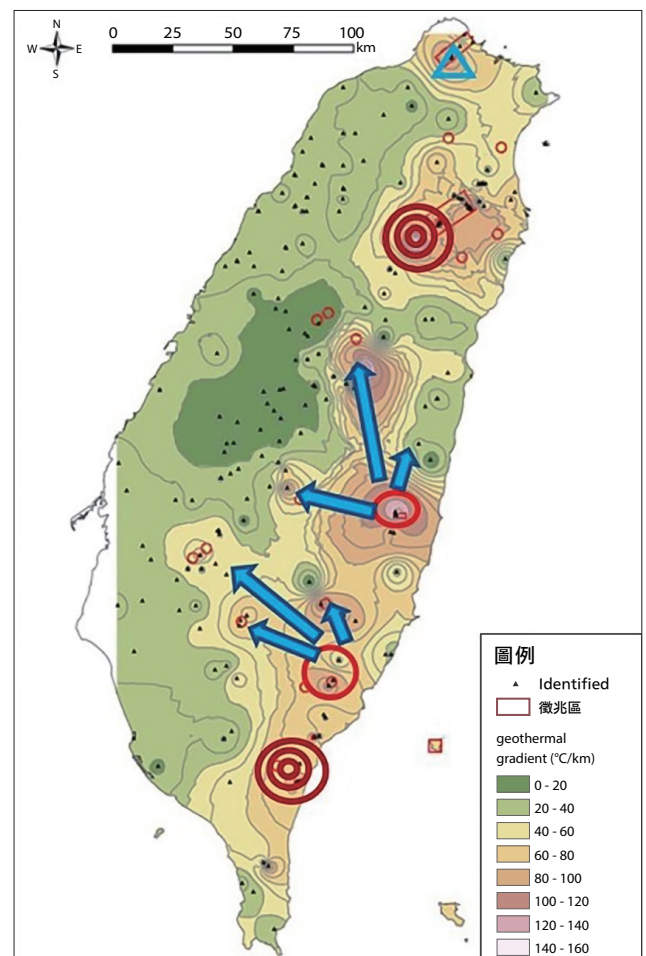 N
W E
S
0 25 50 75 100
km
圖例
Identified
徵兆區
geothermal
gradient (°C/km)
0 - 20
20 - 40
40 - 60
60 - 80
80 - 100
100 - 120
120 - 140
140 - 160